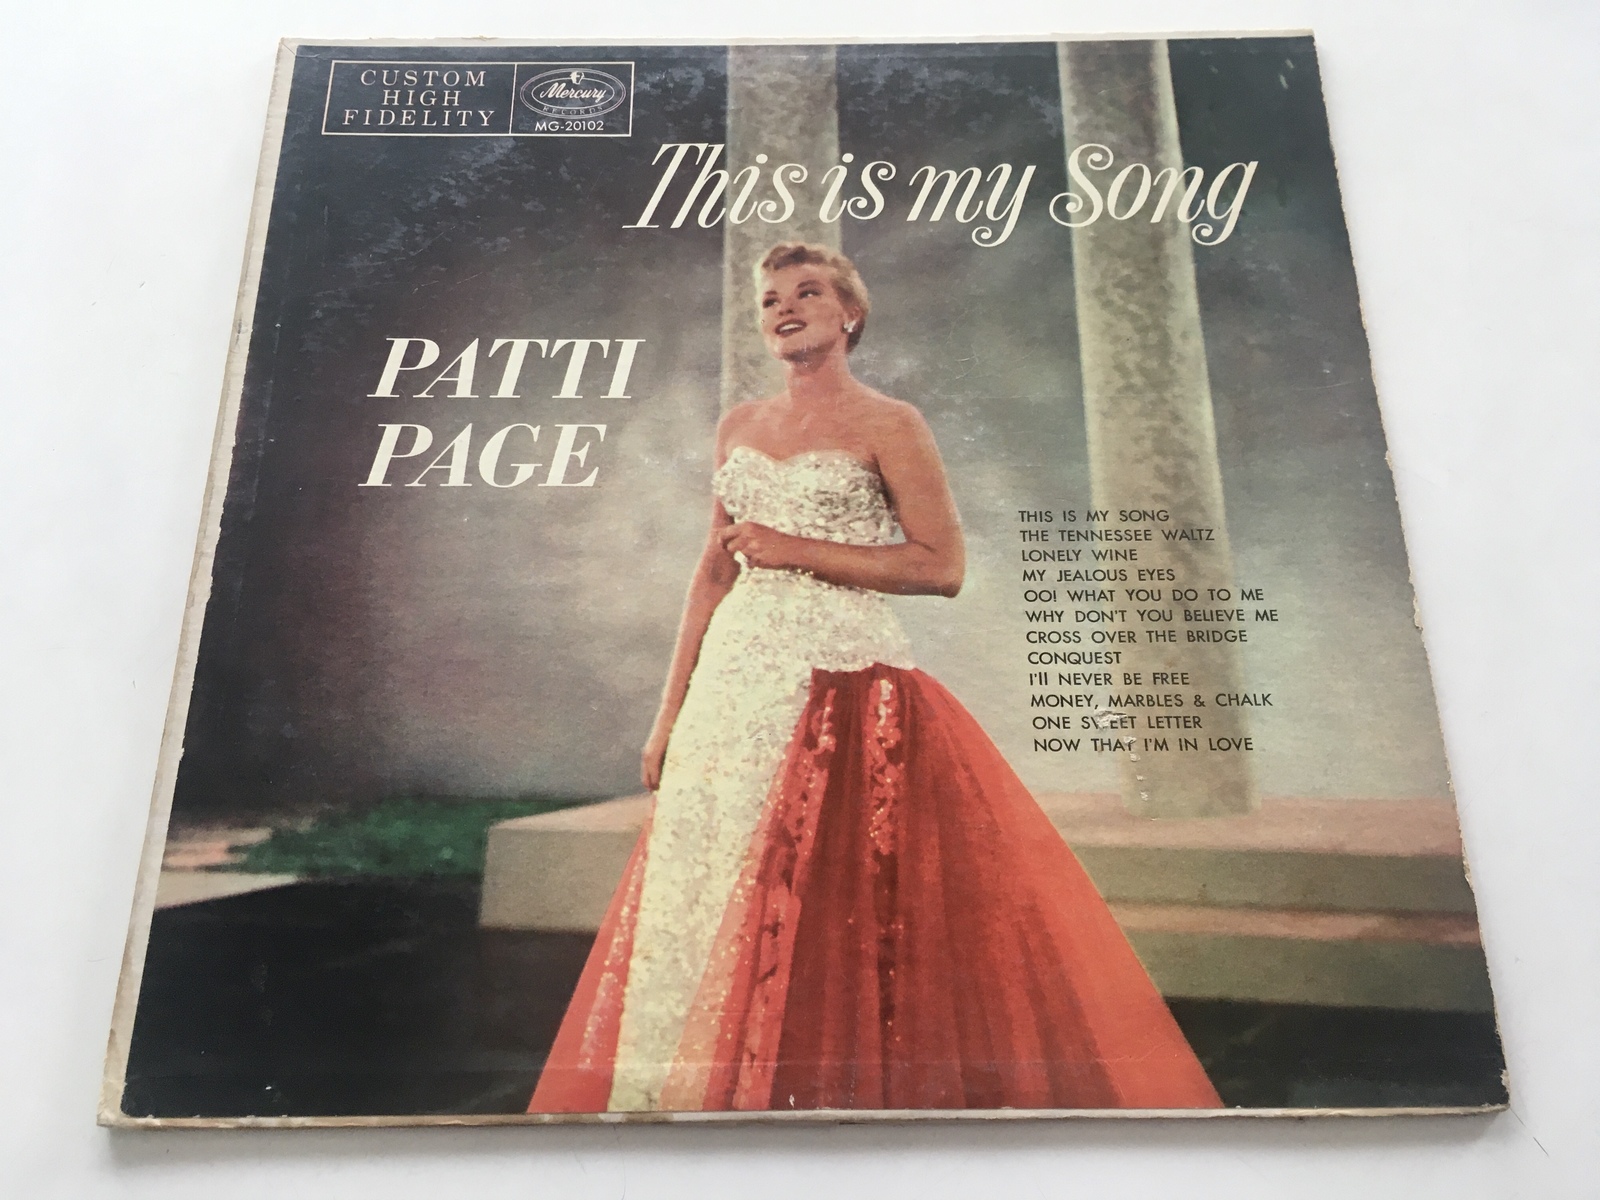 CUSTOM
HIGH
FIDELITY
Mercury
RECORDS
MG-20102
This is my Song
PATTI
PAGE
THIS IS MY SONG
THE TENNESSEE WALTZ
LONELY WINE
MY JEALOUS EYES
OO! WHAT YOU DO TO ME
WHY DON'T YOU BELIEVE ME
CROSS OVER THE BRIDGE
CONQUEST
I'll NEVER BE FREE
MONEY, MARBLES & CHALK
ONE SWEET LETTER
NOW THAT I'M IN LOVE